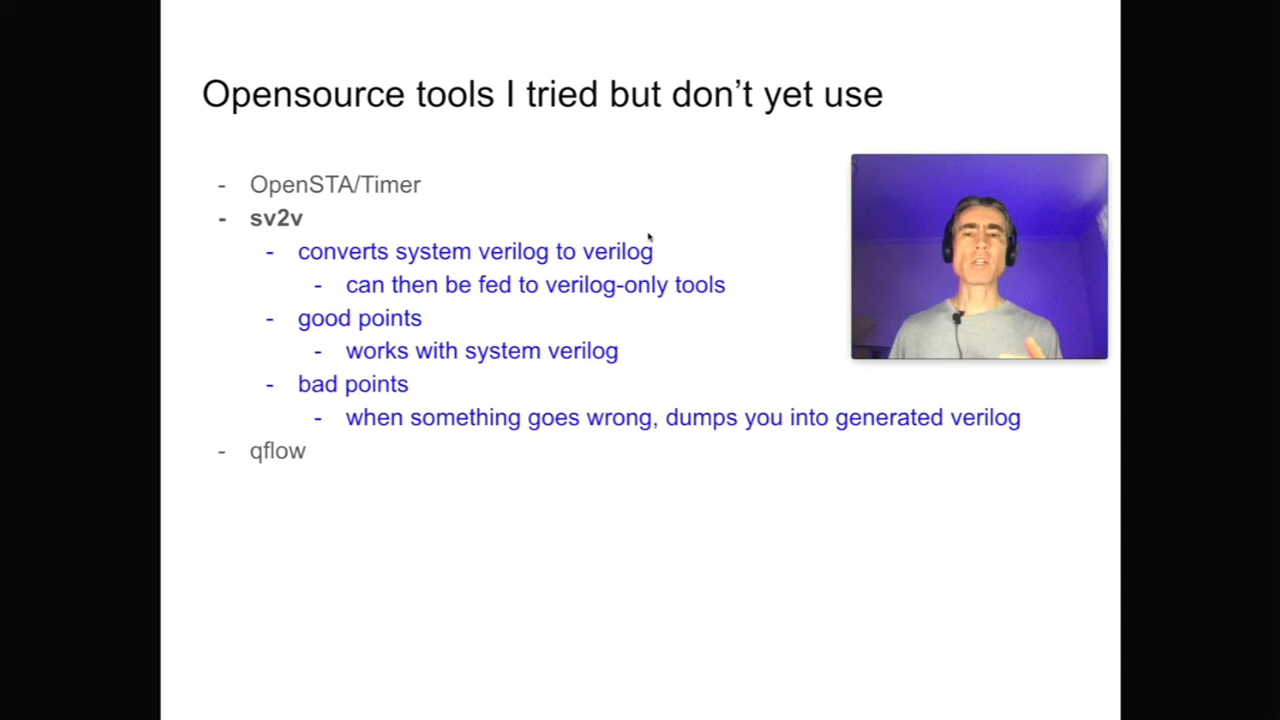 Opensource tools I tried but don’t yet use
- OpenSTA/Timer
- sv2v
- converts system verilog to verilog
- can then be fed to verilog-only tools
- good points
- works with system verilog
- bad points
- when something goes wrong, dumps you into generated verilog
- qflow